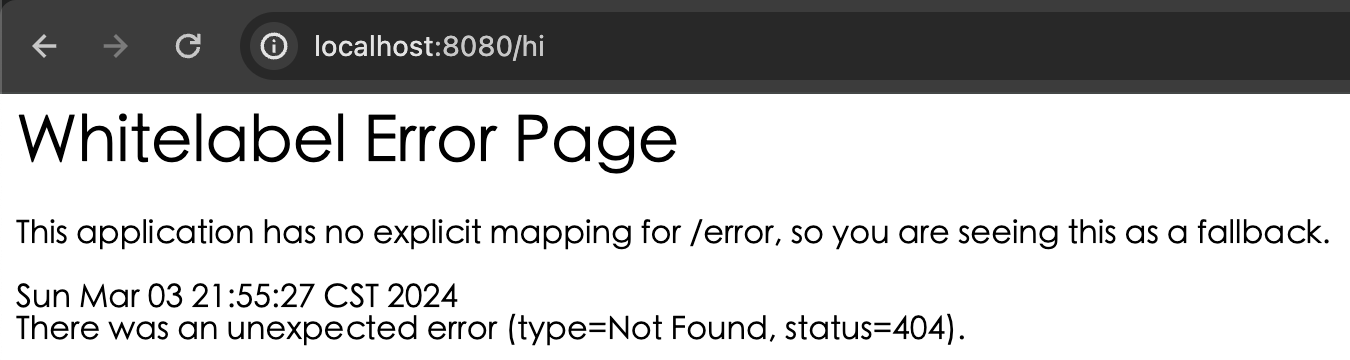 localhost:8080/hi
Whitelabel Error Page
This application has no explicit mapping for /error, so you are seeing this as a fallback.
Sun Mar 03 21:55:27 CST 2024
There was an unexpected error (type=Not Found, status=404).